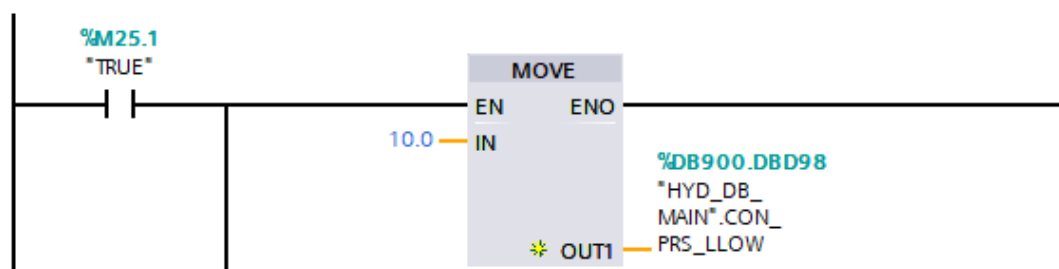 %M25.1
"TRUE"
MOVE
EN ENO
10.0 IN
%DB900.DBD98
"HYD_DB_
MAIN".CON_
OUT1 PRS_LLOW